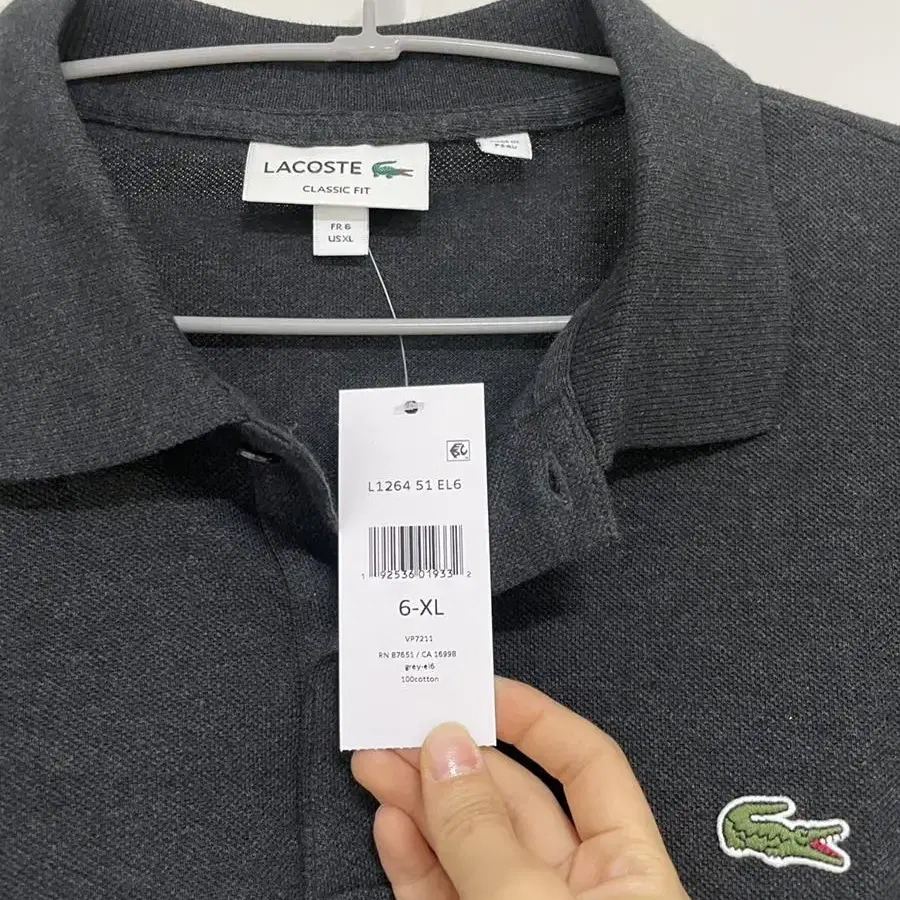 LACOSTE
CLASSIC FIT
PERU
FR 6
US XL
L1264 51 EL6
1 92536 01933 2
6-XL
VP7211
RN 87651 / CA 16998
grey-el6
100cotton